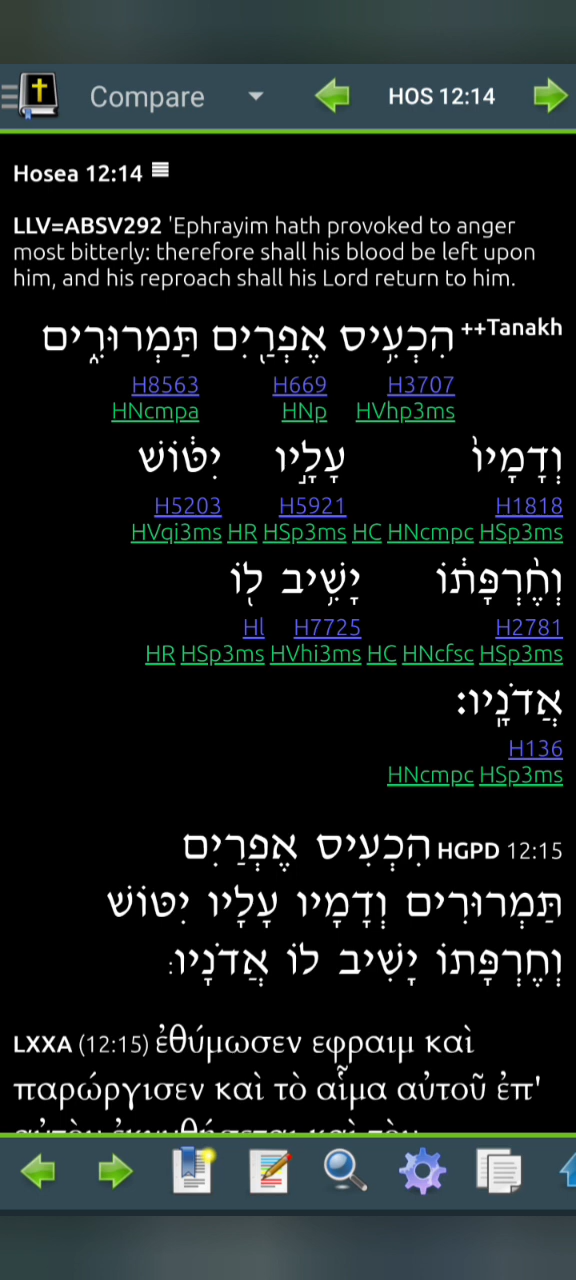 Compare
HOS 12:14
Hosea 12:14
LLV=ABSV292 'Ephrayim hath provoked to anger
most bitterly: therefore shall his blood be left upon
him, and his reproach shall his Lord return to him.
++Tanakh הִכְעִ֥יס אֶפְרַ֖יִם תַּמְרוּרִ֑ים
H8563 H669 H3707
HNcmpa HNp HVhp3ms
וְדָמָיו֙ עָלָ֣יו יִטּ֔וֹשׁ
H5203 H5921 H1818
HVqi3ms HR HSp3ms HC HNcmpc HSp3ms
וְחֶ֨רְפָּת֔וֹ יָשִׁ֥יב ל֖וֹ
Hl H7725 H2781
HR HSp3ms HVhi3ms HC HNcfsc HSp3ms
אֲדֹנָֽיו׃
H136
HNcmpc HSp3ms
HGPD 12:15 הִכְעִיס אֶפְרַיִם
תַּמְרוּרִים וְדָמָיו עָלָיו יִטּוֹשׁ
וְחֶרְפָּתוֹ יָשִׁיב לוֹ אֲדֹנָיו׃
LXXA (12:15) ἐθύμωσεν εφραιμ καὶ
παρώργισεν καὶ τὸ αἷμα αὐτοῦ ἐπ'